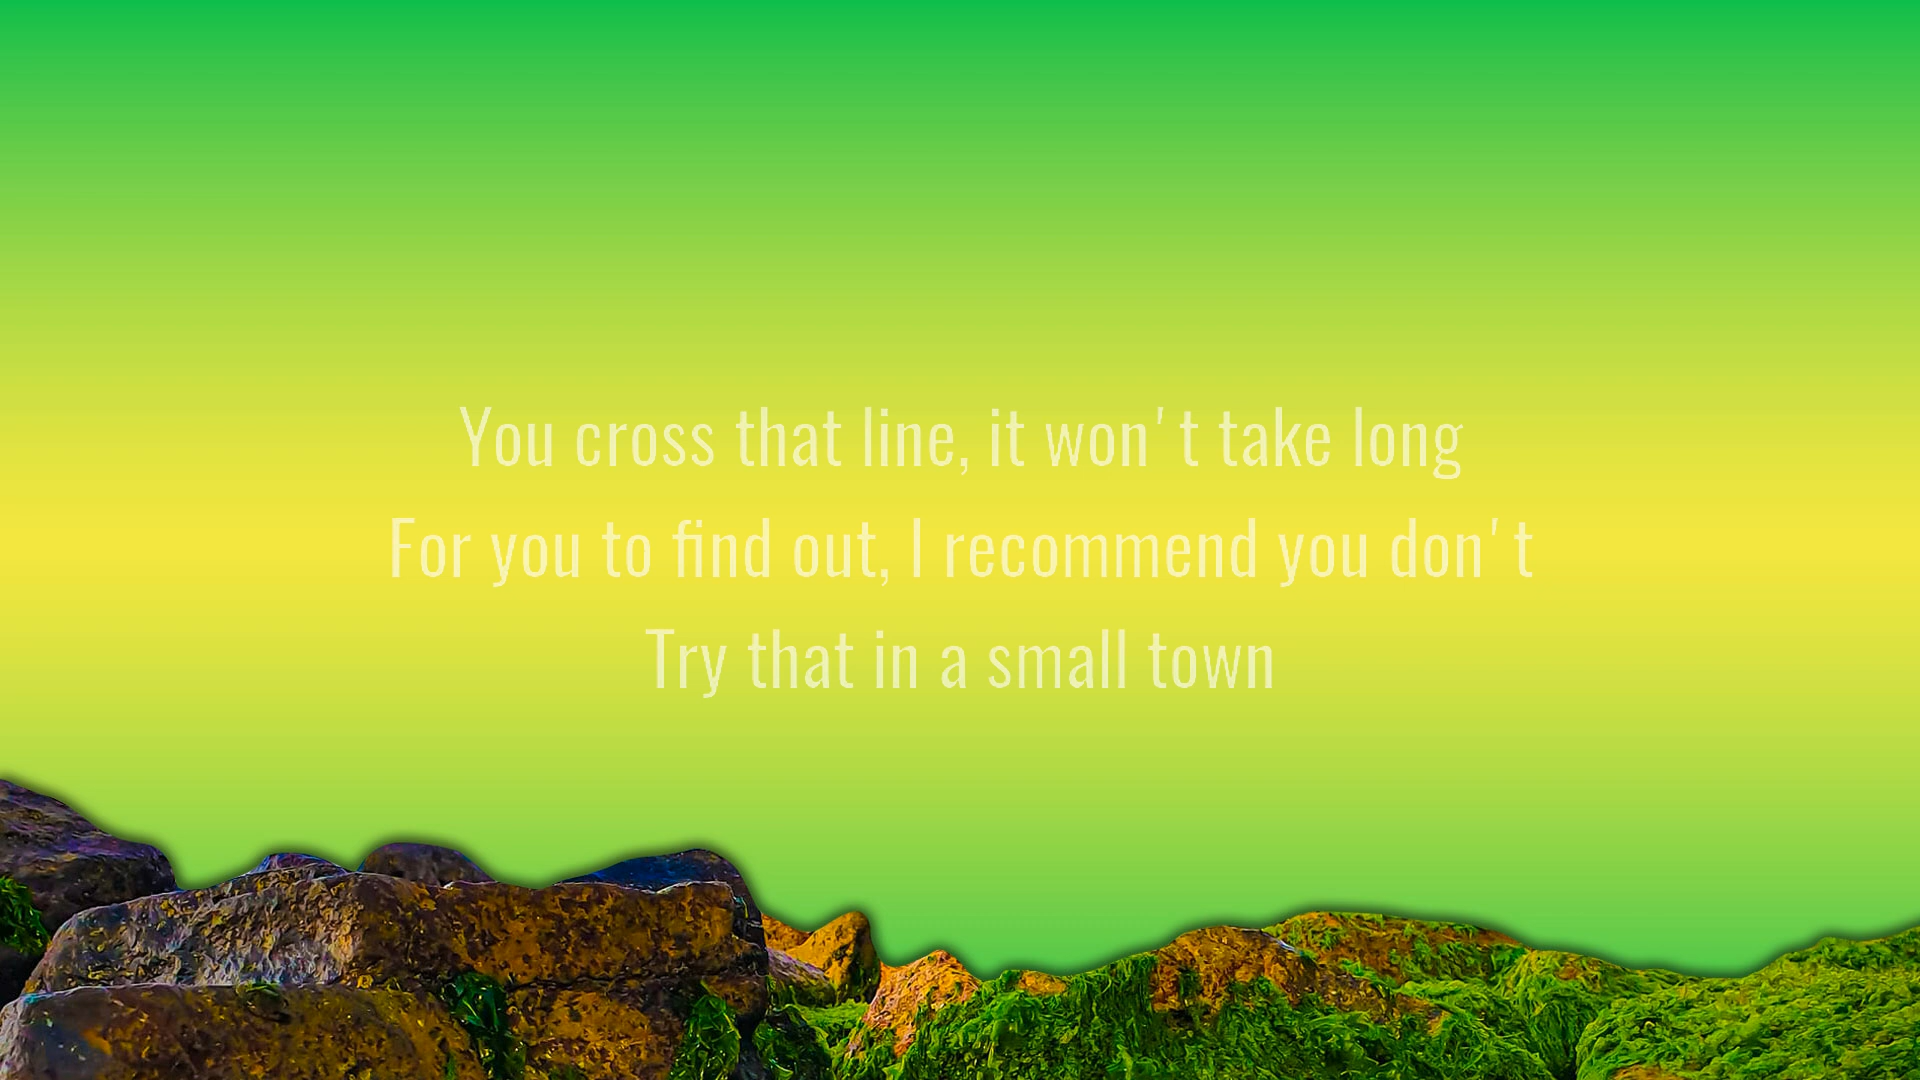 You cross that line, it won't take long
For you to find out, I recommend you don't
Try that in a small town